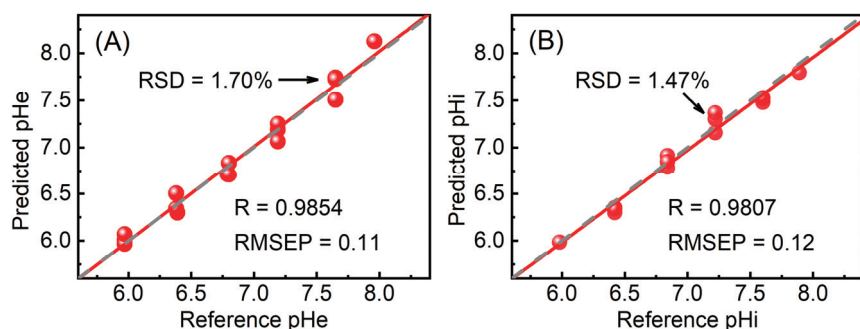 (A)
RSD = 1.70%
R = 0.9854
RMSEP = 0.11
Predicted pHe
8.0
7.5
7.0
6.5
6.0
6.0 6.5 7.0 7.5 8.0
Reference pHe
(B)
RSD = 1.47%
R = 0.9807
RMSEP = 0.12
Predicted pHi
8.0
7.5
7.0
6.5
6.0
6.0 6.5 7.0 7.5 8.0
Reference pHi